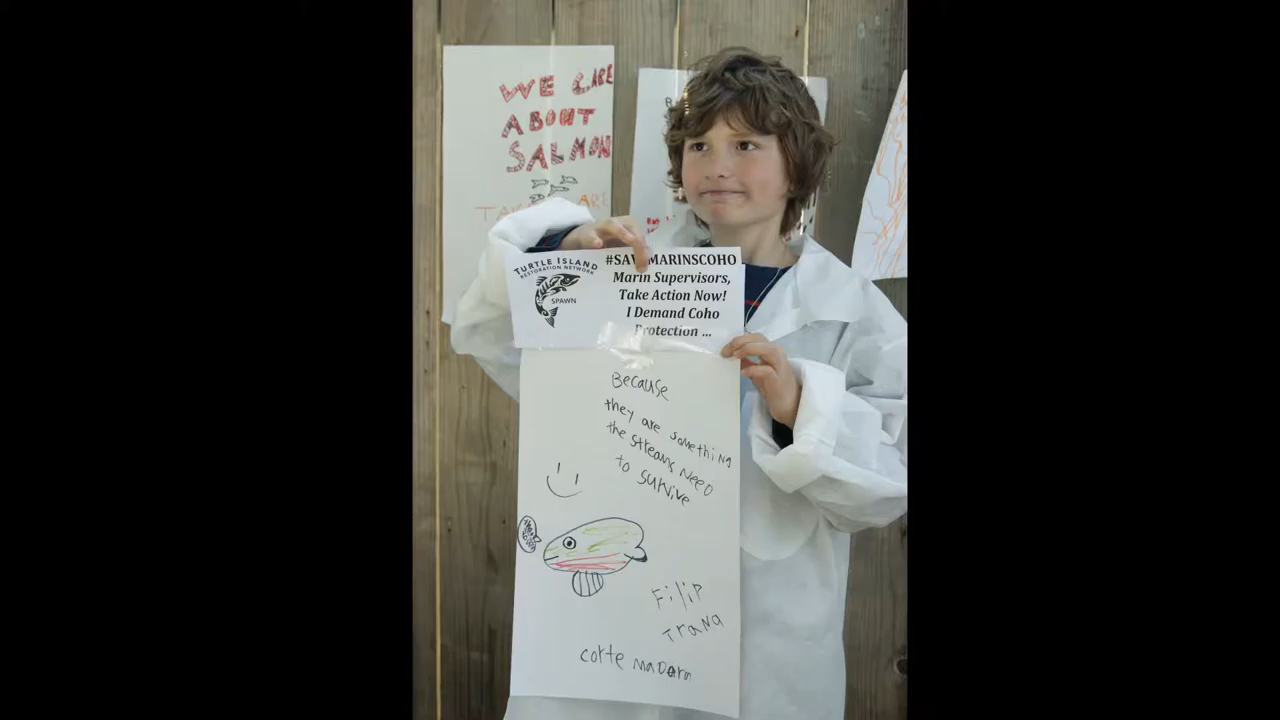 WE CARE
ABOUT
SALMON
TURTLE ISLAND
RESTORATION NETWORK
SPAWN
MARINSCOHO
Marin Supervisors,
Take Action Now!
I Demand Coho
Protection ...
Because
they are something
the streams need
to survive
Filip
Trana
corte madera